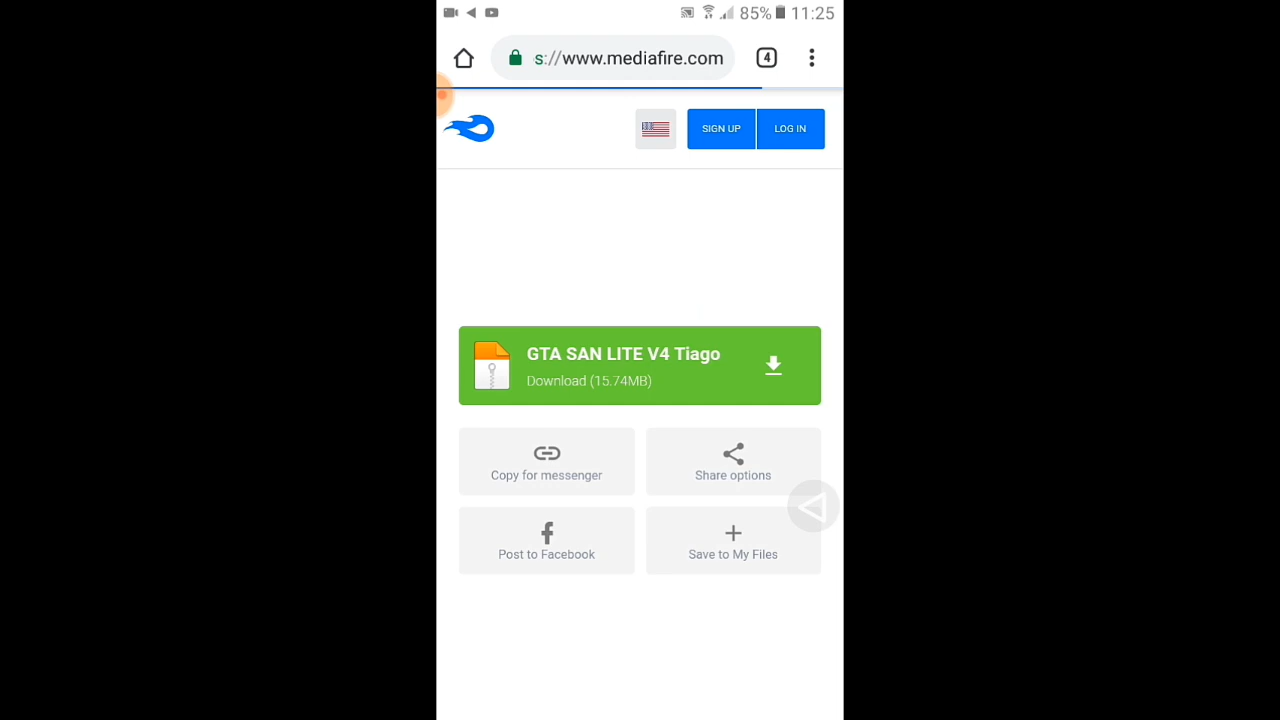 85% 11:25
s://www.mediafire.com
4
SIGN UP
LOG IN
GTA SAN LITE V4 Tiago
Download (15.74MB)
Copy for messenger
Share options
Post to Facebook
Save to My Files